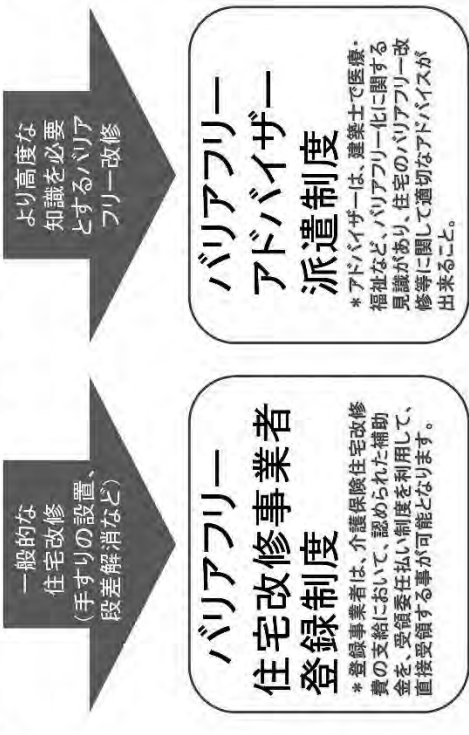 一般的な
住宅改修
（手すりの設置、
段差解消など）
バリアフリー
住宅改修事業者
登録制度
＊登録事業者は、介護保険住宅改修
費の支給において、認められた補助
金を、受領委任払い制度を利用して、
直接受領する事が可能となります。
より高度な
知識を必要
とするバリア
フリー改修
バリアフリー
アドバイザー
派遣制度
＊アドバイザーは、建築士で医療・
福祉など、バリアフリー化に関する
見識があり、住宅のバリアフリー改
修等に関して適切なアドバイスが
出来ること。